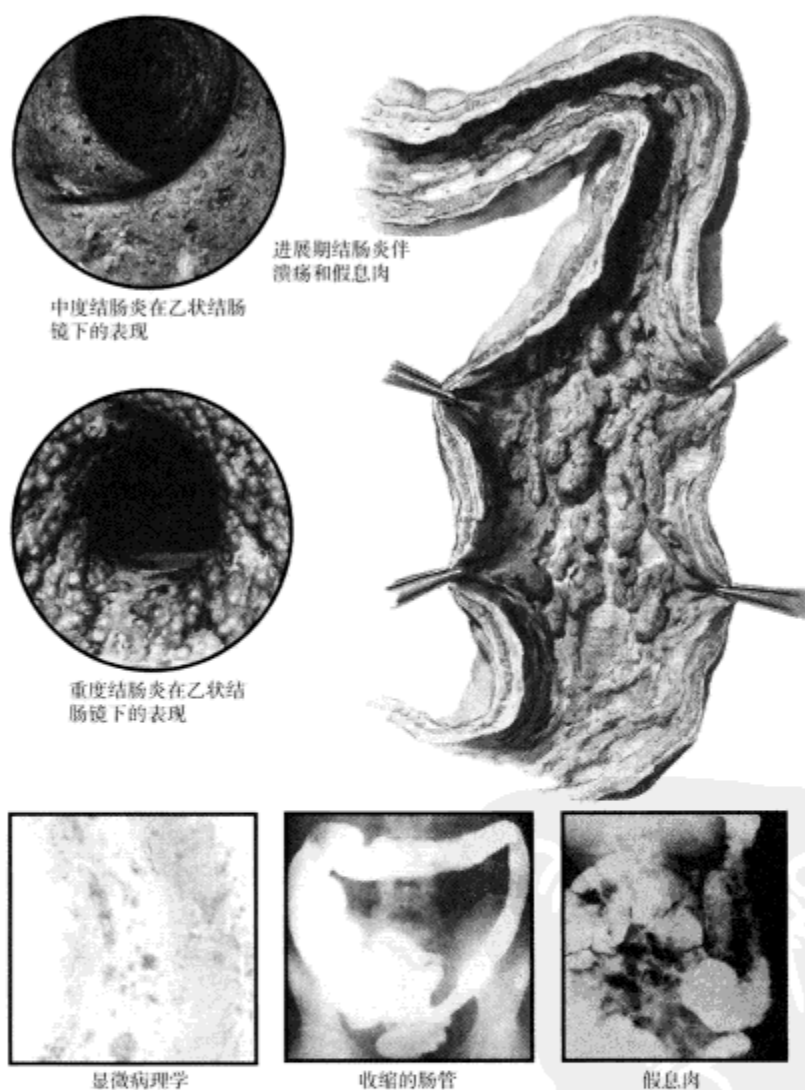 进展期结肠炎伴
溃疡和假息肉
中度结肠炎在乙状结肠
镜下的表现
重度结肠炎在乙状结
肠镜下的表现
显微病理学
收缩的肠管
假息肉